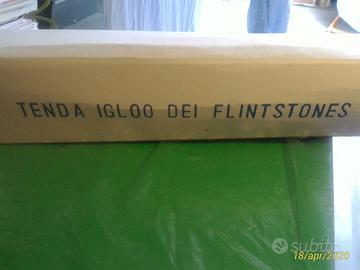 TENDA IGLOO DEI FLINTSTONES
subito
18/apr/2020